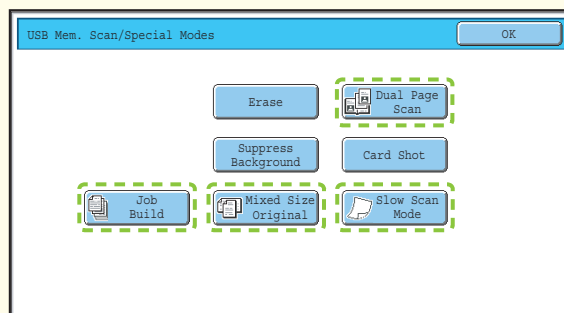 USB Mem. Scan/Special Modes
OK
Erase
Dual Page
Scan
Suppress
Background
Card Shot
Job
Build
Mixed Size
Original
Slow Scan
Mode